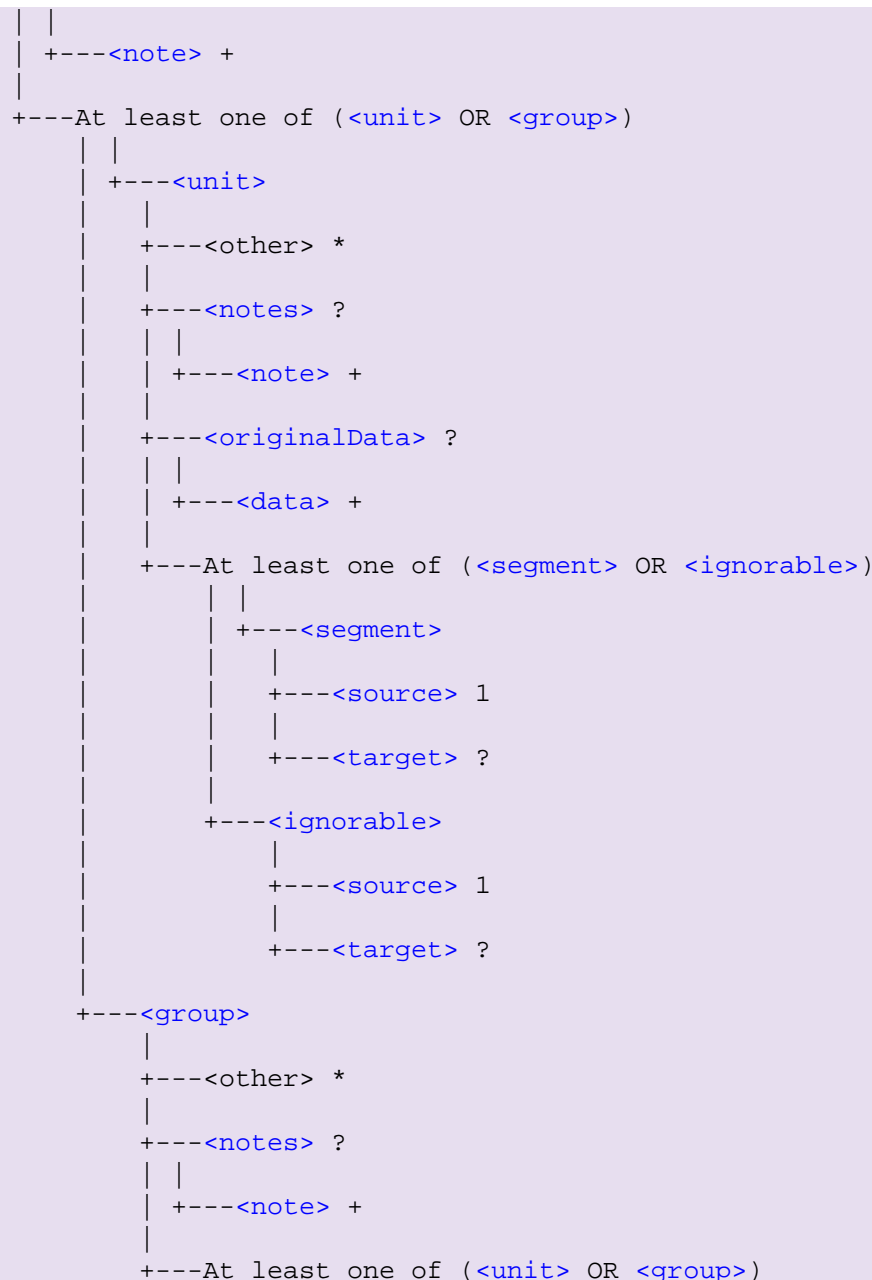 | |
| +---<note> +
|
+---At least one of (<unit> OR <group>)
    | |
    | +---<unit>
    |   |
    |   +---<other> *
    |   |
    |   +---<notes> ?
    |   | |
    |   | +---<note> +
    |   |
    |   +---<originalData> ?
    |   | |
    |   | +---<data> +
    |   |
    |   +---At least one of (<segment> OR <ignorable>)
    |       | |
    |       | +---<segment>
    |       |   |
    |       |   +---<source> 1
    |       |   |
    |       |   +---<target> ?
    |       |
    |       +---<ignorable>
    |           |
    |           +---<source> 1
    |           |
    |           +---<target> ?
    |
    +---<group>
        |
        +---<other> *
        |
        +---<notes> ?
        | |
        | +---<note> +
        |
        +---At least one of (<unit> OR <group>)